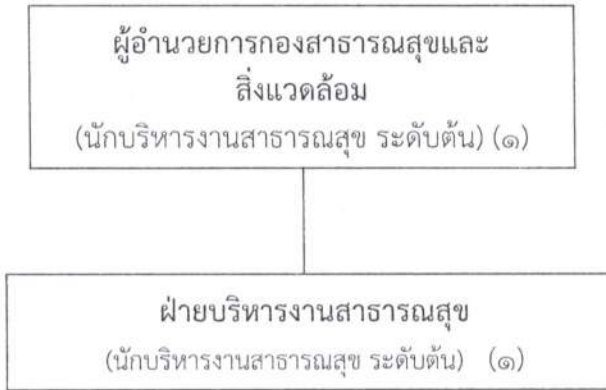 ผู้อำนวยการกองสาธารณสุขและ
สิ่งแวดล้อม
(นักบริหารงานสาธารณสุข ระดับต้น) (๑)
ฝ่ายบริหารงานสาธารณสุข
(นักบริหารงานสาธารณสุข ระดับต้น) (๑)